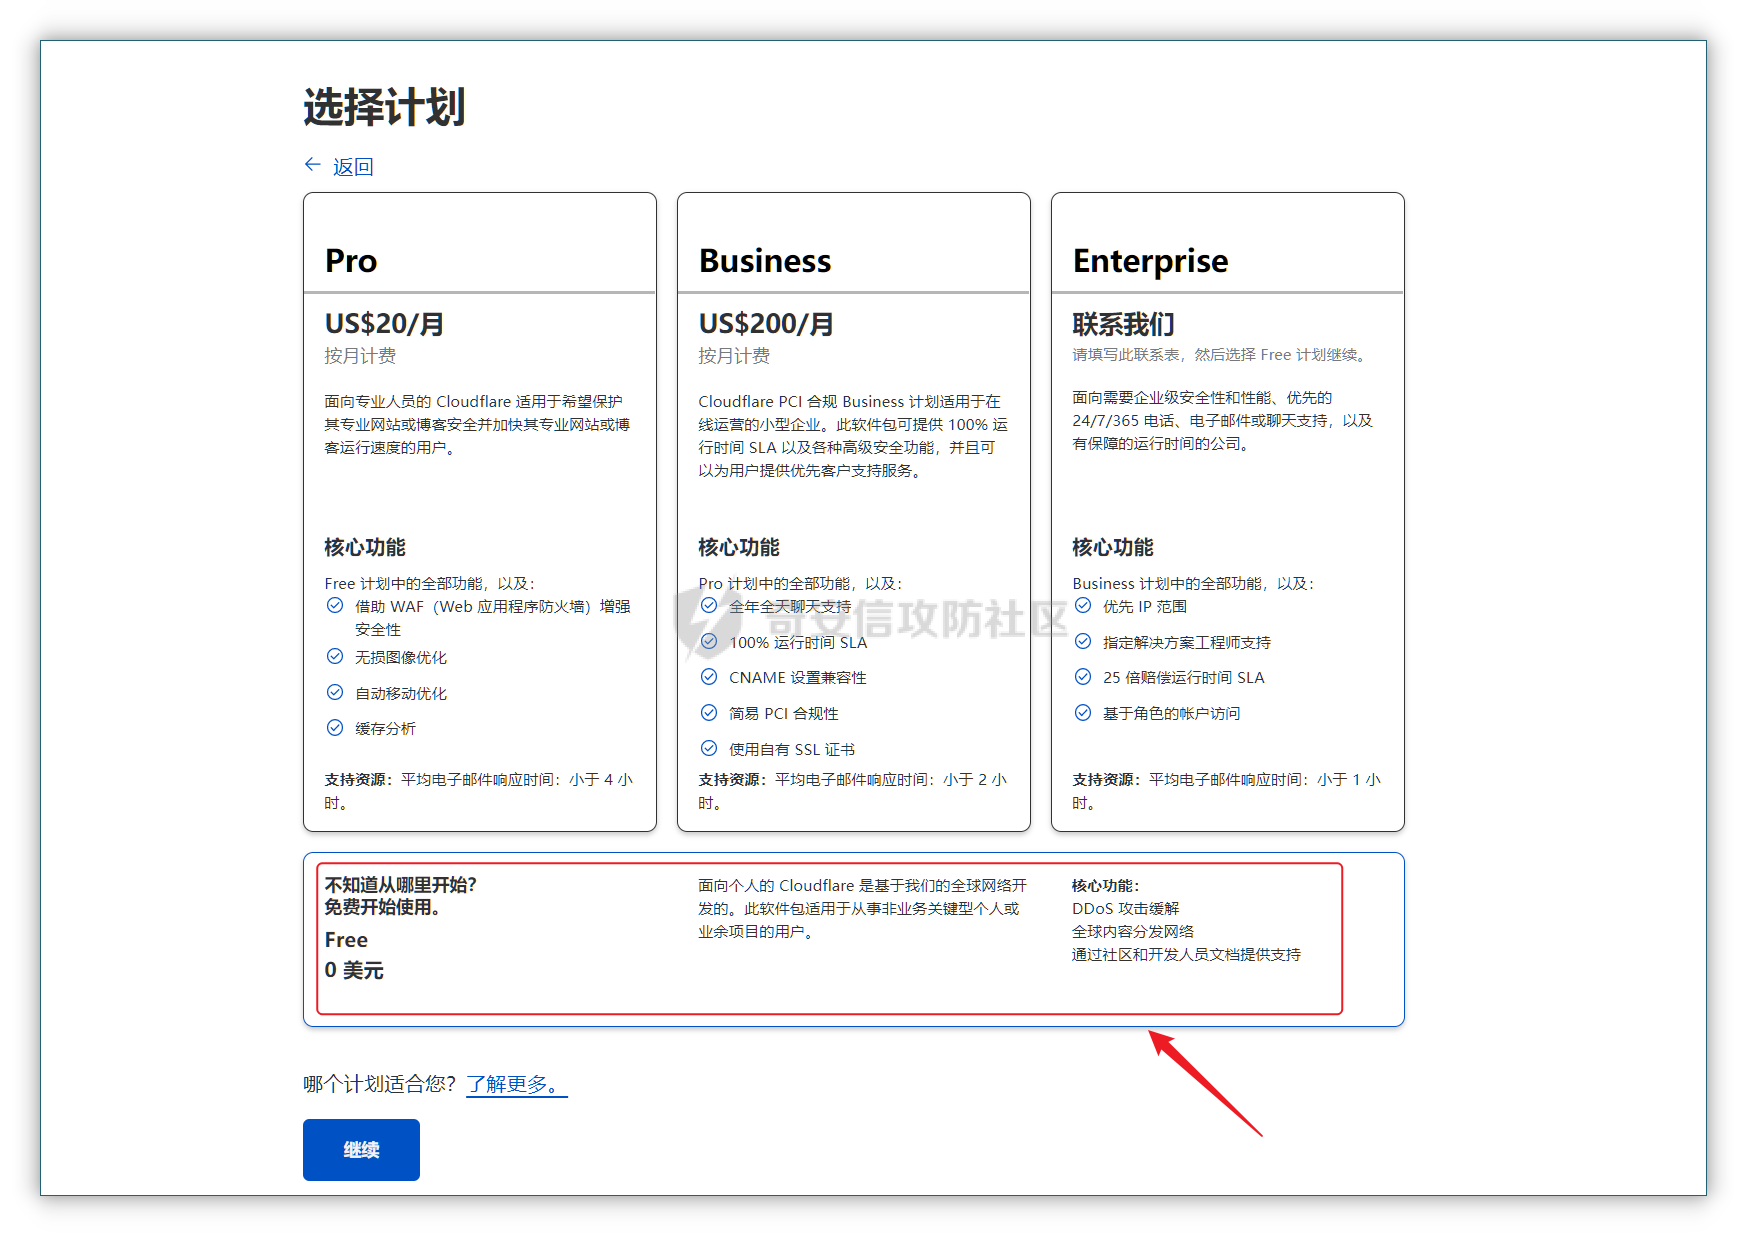 选择计划
返回
Pro
US$20/月
按月计费
面向专业人员的 Cloudflare 适用于希望保护
其专业网站或博客安全并加快其专业网站或博
客运行速度的用户。
核心功能
Free 计划中的全部功能，以及：
借助 WAF（Web 应用程序防火墙）增强
安全性
无损图像优化
自动移动优化
缓存分析
支持资源：平均电子邮件响应时间：小于 4 小
时。
Business
US$200/月
按月计费
Cloudflare PCI 合规 Business 计划适用于在
线运营的小型企业。此软件包可提供 100% 运
行时间 SLA 以及各种高级安全功能，并且可
以为用户提供优先客户支持服务。
核心功能
Pro 计划中的全部功能，以及：
全年全天聊天支持
100% 运行时间 SLA
CNAME 设置兼容性
简易 PCI 合规性
使用自有 SSL 证书
支持资源：平均电子邮件响应时间：小于 2 小
时。
Enterprise
联系我们
请填写此联系表，然后选择 Free 计划继续。
面向需要企业级安全性和性能、优先的
24/7/365 电话、电子邮件或聊天支持，以及
有保障的运行时间的公司。
核心功能
Business 计划中的全部功能，以及：
优先 IP 范围
指定解决方案工程师支持
25 倍赔偿运行时间 SLA
基于角色的帐户访问
支持资源：平均电子邮件响应时间：小于 1 小
时。
奇安信攻防社区
不知道从哪里开始？
免费开始使用。
Free
0 美元
面向个人的 Cloudflare 是基于我们的全球网络开
发的。此软件包适用于从事非业务关键型个人或
业余项目的用户。
核心功能：
DDoS 攻击缓解
全球内容分发网络
通过社区和开发人员文档提供支持
哪个计划适合您？了解更多。
继续